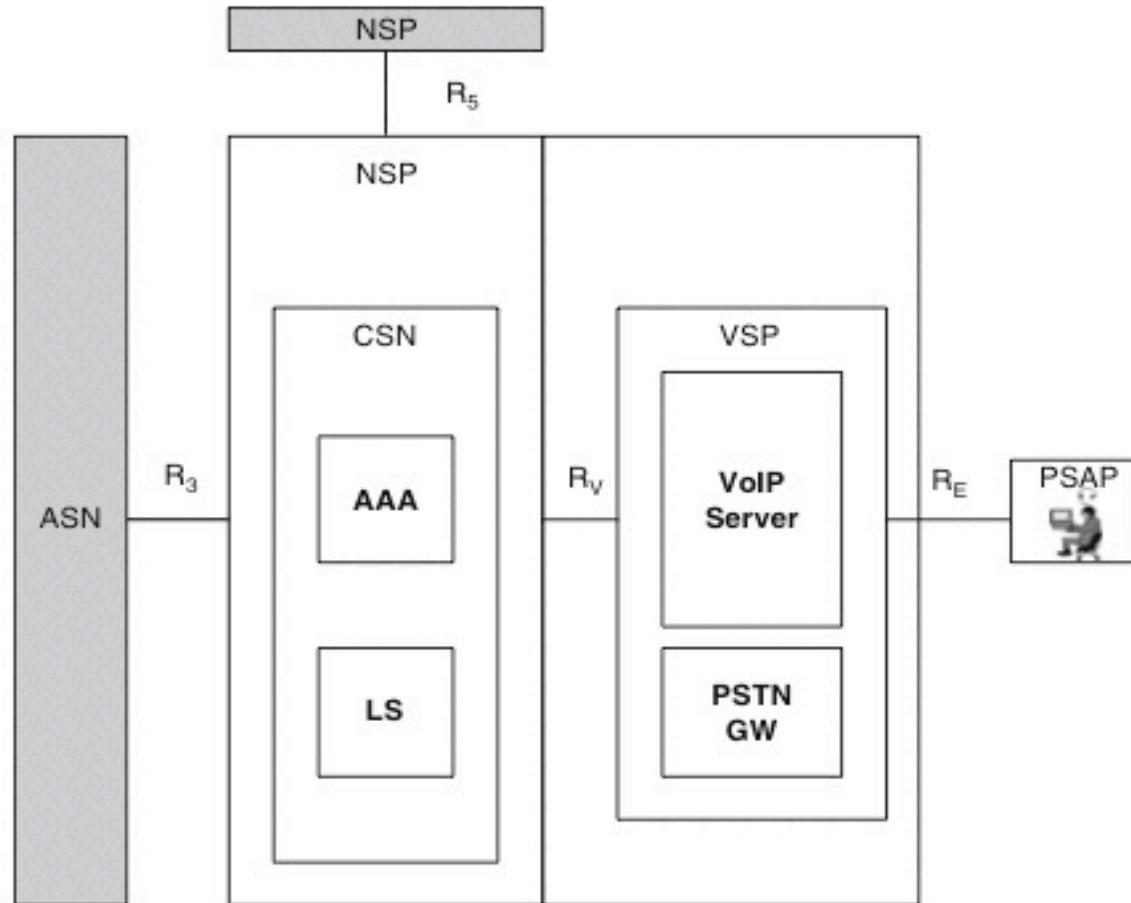 NSP
R5
NSP
CSN
VSP
AAA
VoIP
Server
R3
RV
RE
PSAP
ASN
LS
PSTN
GW